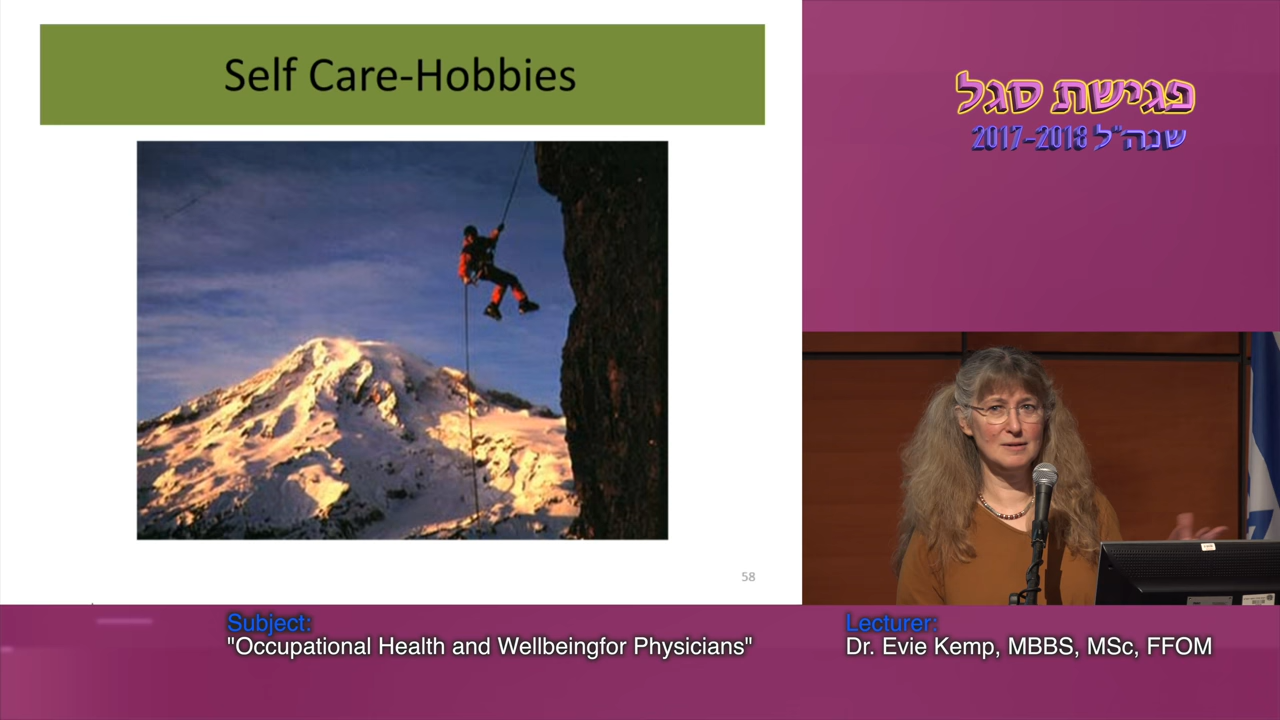 Self Care-Hobbies
58
פגישת סגל
שנה"ל 2017-2018
Subject:
"Occupational Health and Wellbeingfor Physicians"
Lecturer:
Dr. Evie Kemp, MBBS, MSc, FFOM